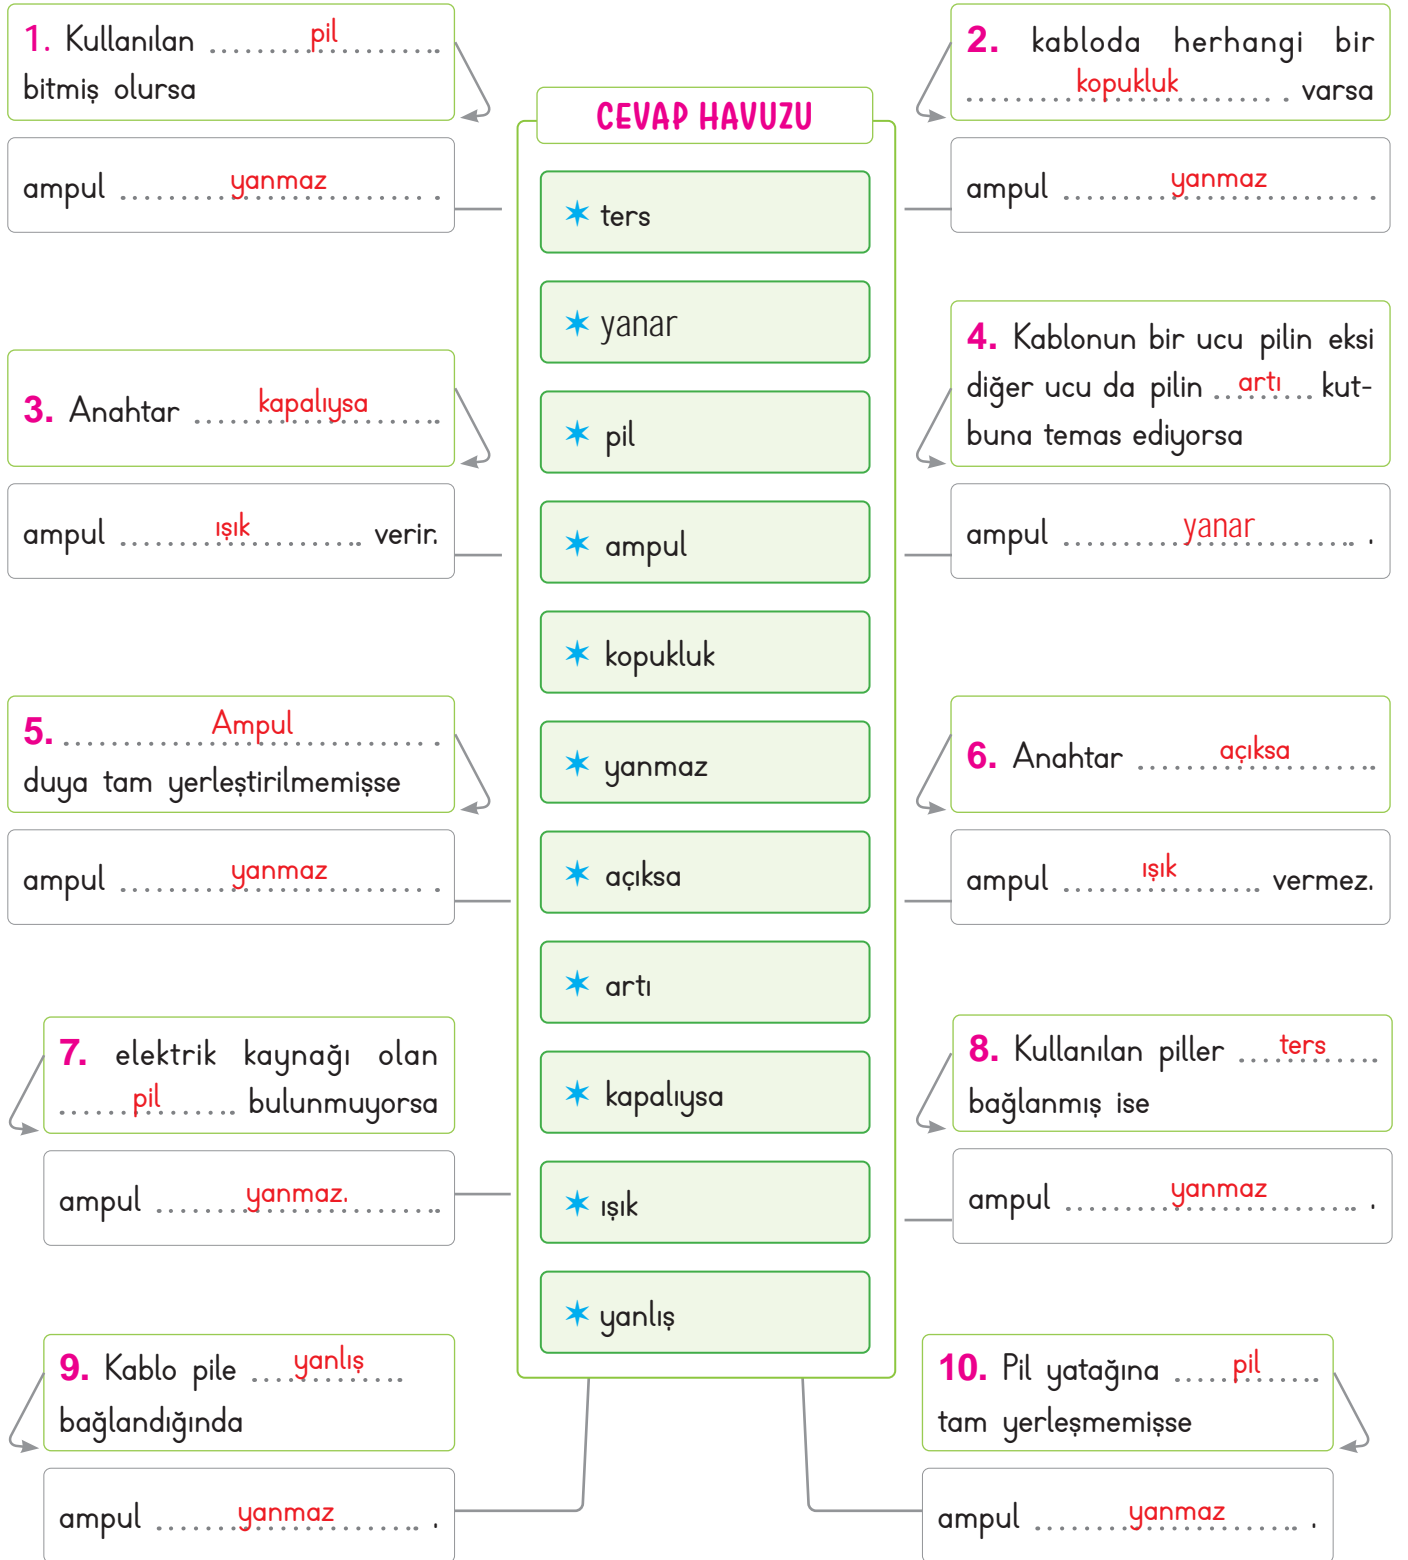 1. Kullanılan pil
bitmiş olursa
ampul yanmaz .
2. kabloda herhangi bir
kopukluk varsa
ampul yanmaz .
CEVAP HAVUZU
ters
yanar
pil
ampul
kopukluk
yanmaz
açıksa
artı
kapalıysa
ışık
yanlış
3. Anahtar kapalıysa
ampul ışık verir.
4. Kablonun bir ucu pilin eksi
diğer ucu da pilin artı kut-
buna temas ediyorsa
ampul yanar .
5. Ampul
duya tam yerleştirilmemişse
ampul yanmaz .
6. Anahtar açıksa
ampul ışık vermez.
7. elektrik kaynağı olan
pil bulunmuyorsa
ampul yanmaz.
8. Kullanılan piller ters
bağlanmış ise
ampul yanmaz .
9. Kablo pile yanlış
bağlandığında
ampul yanmaz .
10. Pil yatağına pil
tam yerleşmemişse
ampul yanmaz .